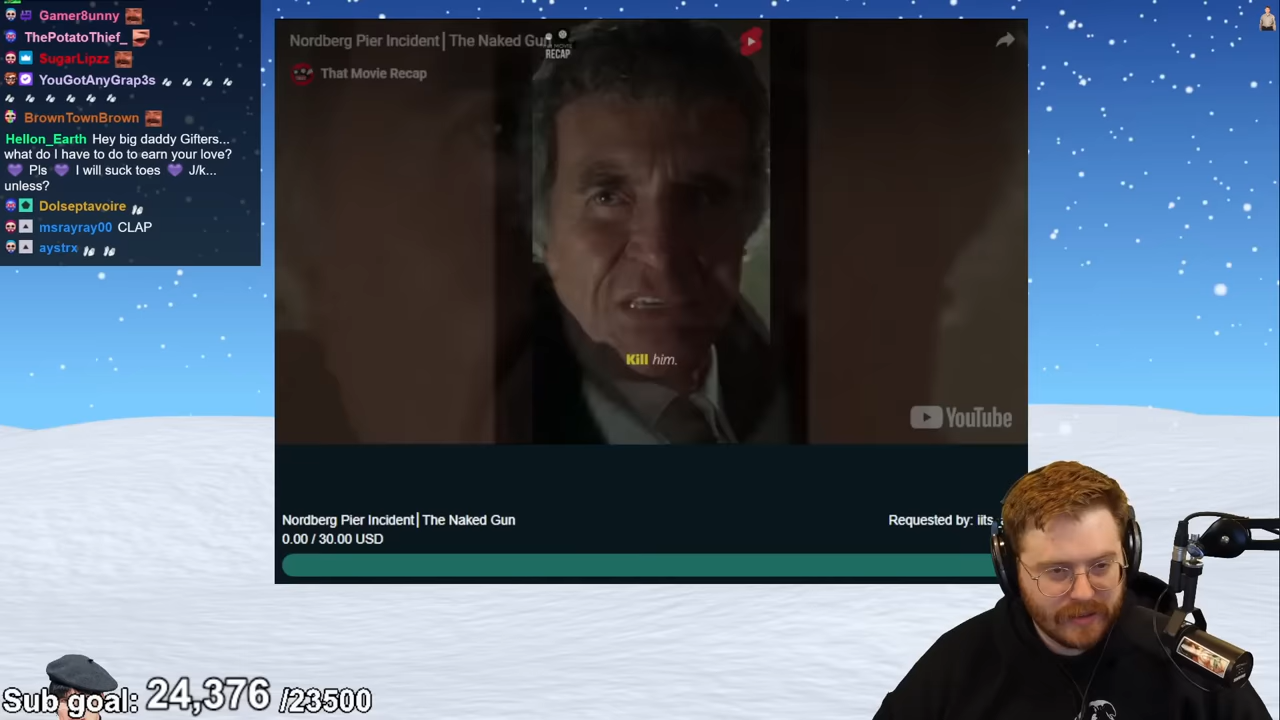 Gamer8unny
ThePotatoThief_
SugarLipzz
YouGotAnyGrap3s
BrownTownBrown
Hellon_Earth Hey big daddy Gifters...
what do I have to do to earn your love?
Pls I will suck toes J/k...
unless?
Dolseptavoire
msrayray00 CLAP
aystrx
Nordberg Pier Incident | The Naked Gun
RECAP
That Movie Recap
Kill him.
YouTube
Nordberg Pier Incident | The Naked Gun
Requested by: iits
0.00 / 30.00 USD
Sub goal: 24,376 /23500